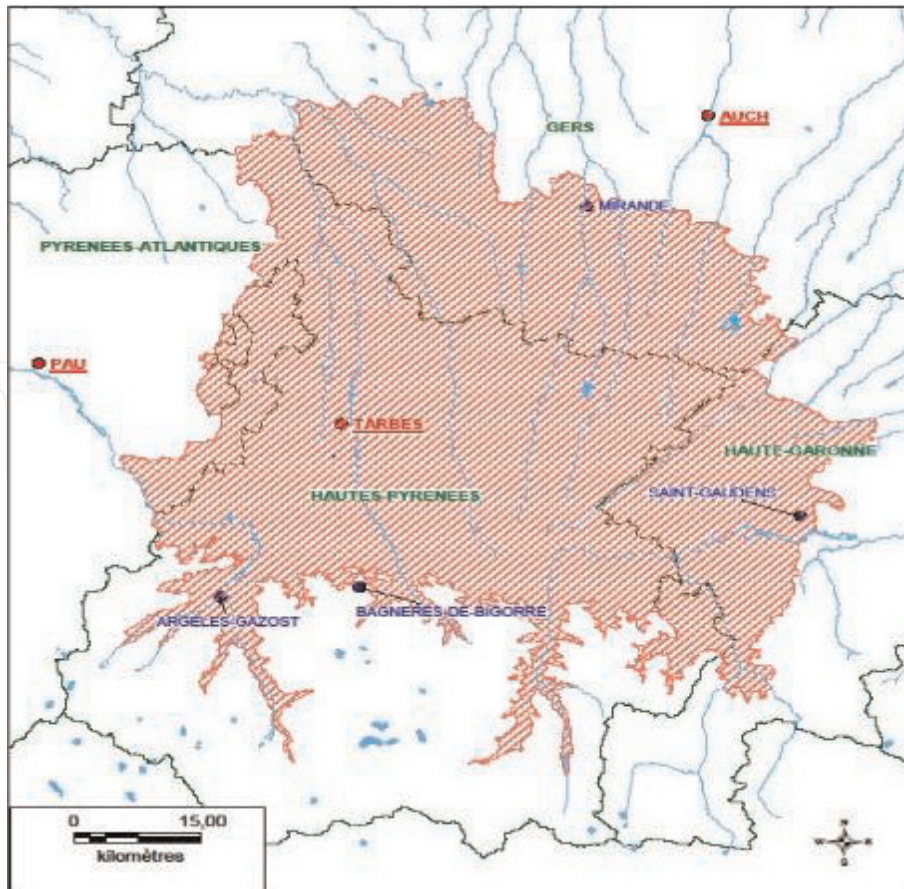 AUCH
GERS
MIRANDE
PYRENEES-ATLANTIQUES
PAU
TARBES
HAUTE-GARONNE
HAUTES PYRENEES
SAINT-GAUDENS
ARGELES-GAZOST
BAGNERES-DE-BIGORRE
0 15,00
kilomètres
N
W E
S